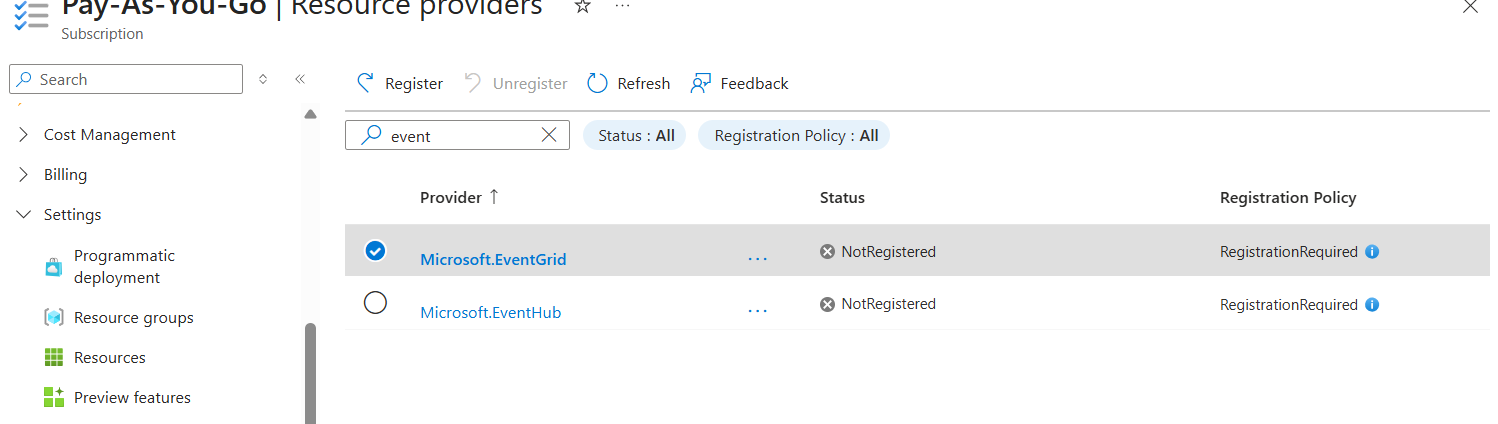 Pay-As-You-Go | Resource providers
Subscription
Search
Register
Unregister
Refresh
Feedback
event
Status : All
Registration Policy : All
Cost Management
Billing
Settings
Programmatic
deployment
Resource groups
Resources
Preview features
Provider ↑
Status
Registration Policy
Microsoft.EventGrid
...
NotRegistered
RegistrationRequired
Microsoft.EventHub
...
NotRegistered
RegistrationRequired